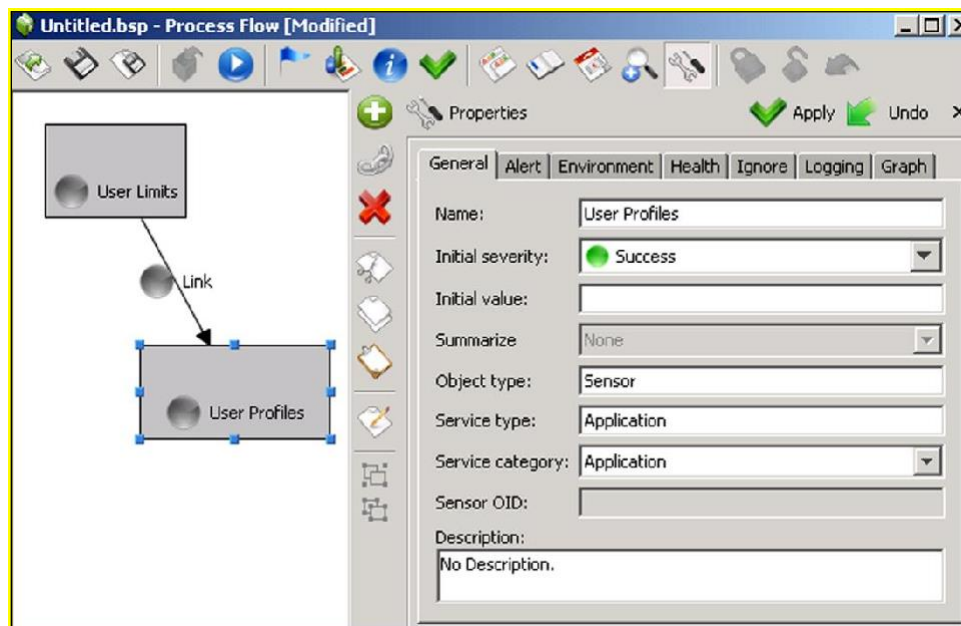 Untitled.bsp - Process Flow [Modified]
Properties
Apply
Undo
General Alert Environment Health Ignore Logging Graph
User Limits
Link
User Profiles
Name: User Profiles
Initial severity: Success
Initial value:
Summarize None
Object type: Sensor
Service type: Application
Service category: Application
Sensor OID:
Description:
No Description.